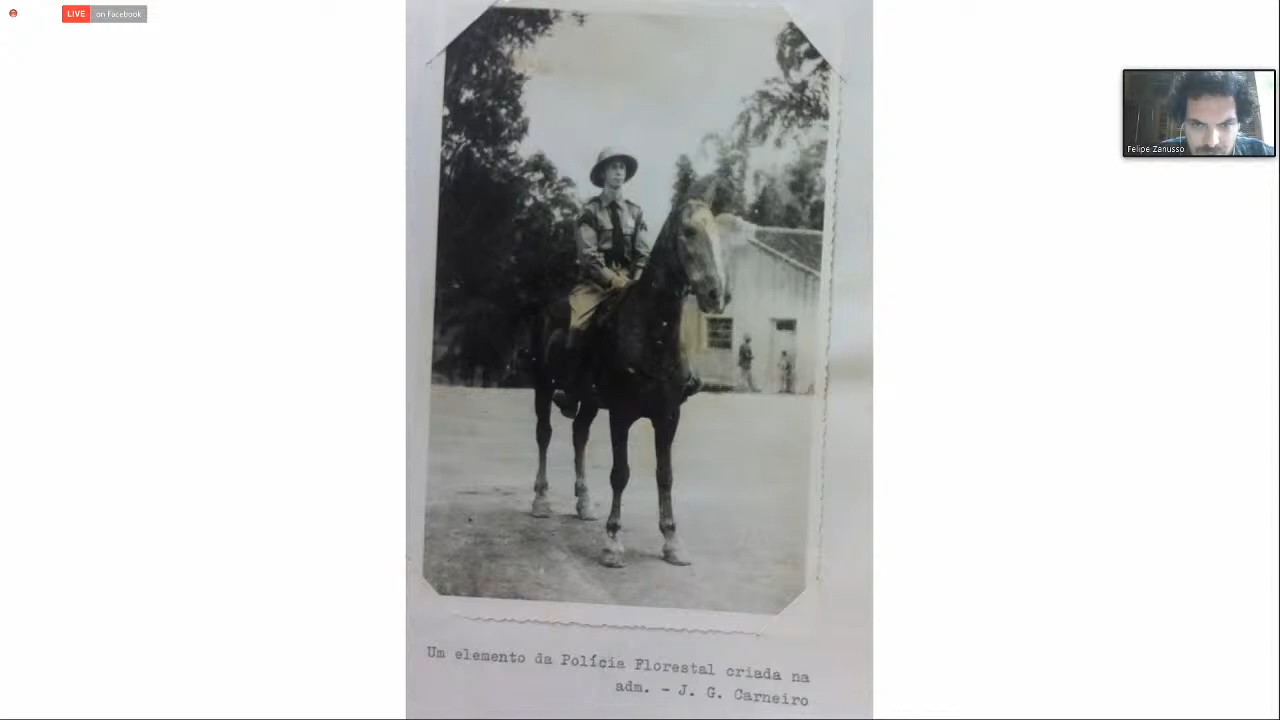 LIVE on Facebook
Felipe Zanusso
Um elemento da Polícia Florestal criada na
adm. - J. G. Carneiro